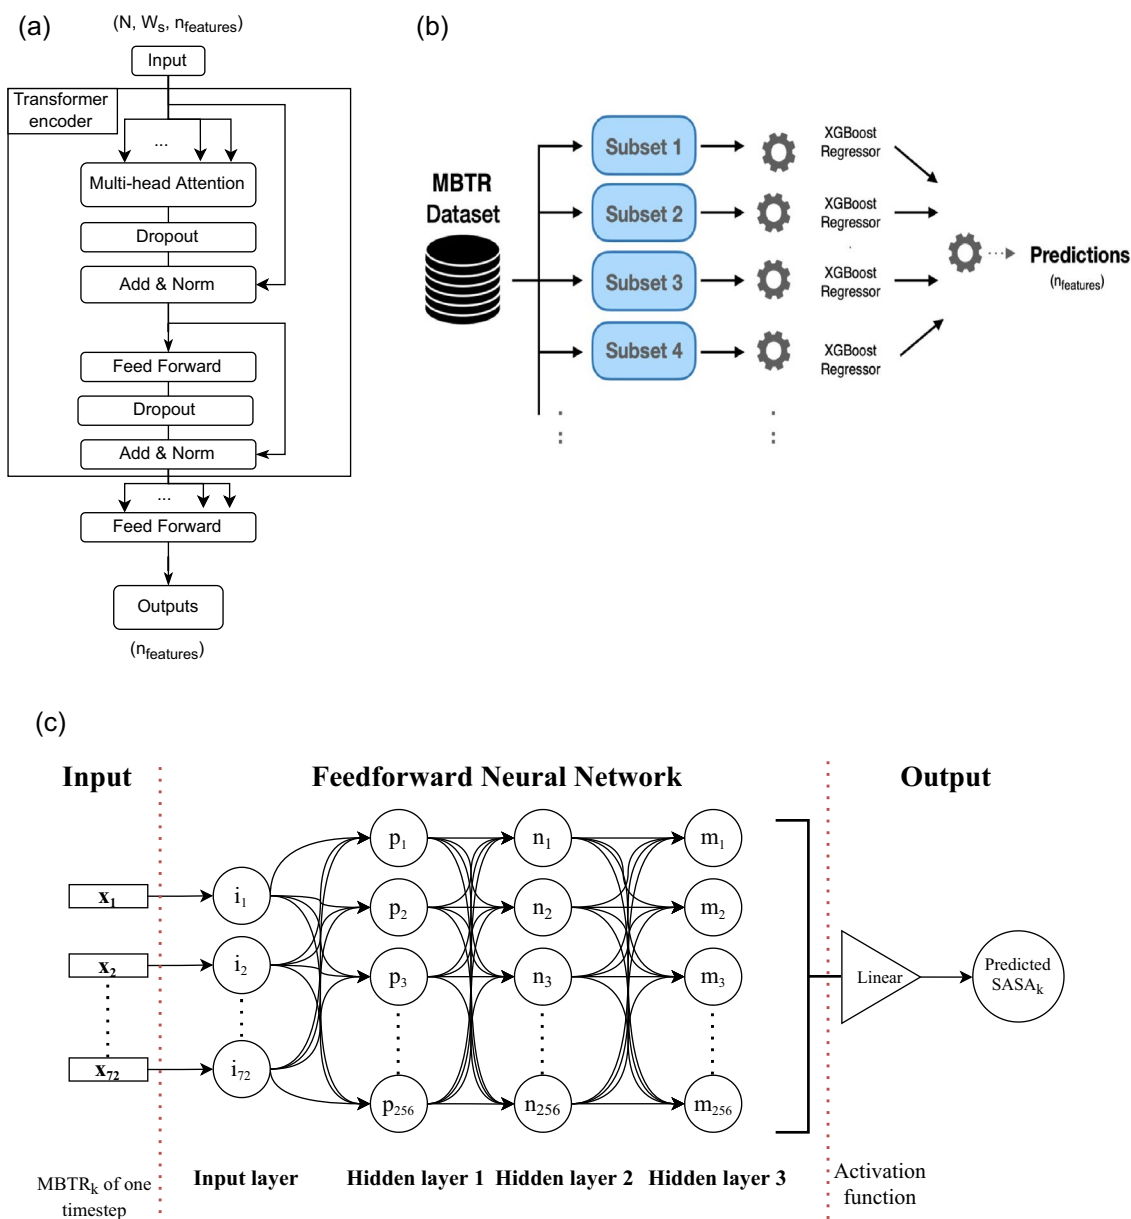 (a)
(N, Wₛ, n_features)
Input
Transformer
encoder
...
Multi-head Attention
Dropout
Add & Norm
Feed Forward
Dropout
Add & Norm
...
Feed Forward
Outputs
(n_features)
(b)
MBTR
Dataset
Subset 1
XGBoost
Regressor
Subset 2
XGBoost
Regressor
Subset 3
XGBoost
Regressor
Subset 4
XGBoost
Regressor
Predictions
(n_features)
(c)
Input
Feedforward Neural Network
Output
x₁
x₂
x₇₂
i₁
i₂
i₇₂
p₁
p₂
p₃
p₂₅₆
n₁
n₂
n₃
n₂₅₆
m₁
m₂
m₃
m₂₅₆
Linear
Predicted
SASAₖ
MBTRₖ of one
timestep
Input layer
Hidden layer 1
Hidden layer 2
Hidden layer 3
Activation
function